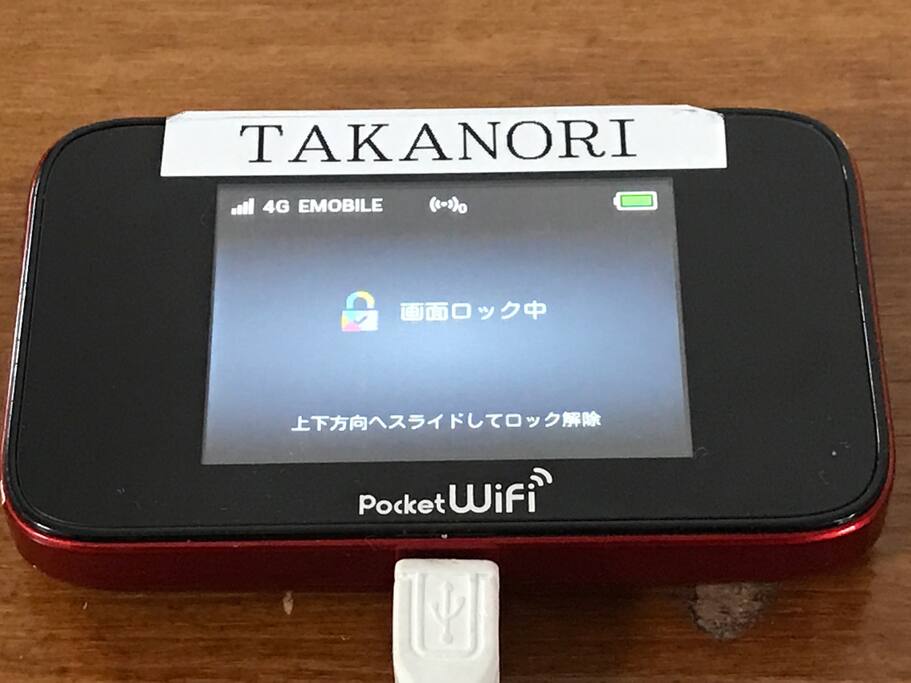 TAKANORI
4G EMOBILE 0
画面ロック中
上下方向へスライドしてロック解除
Pocket WiFi